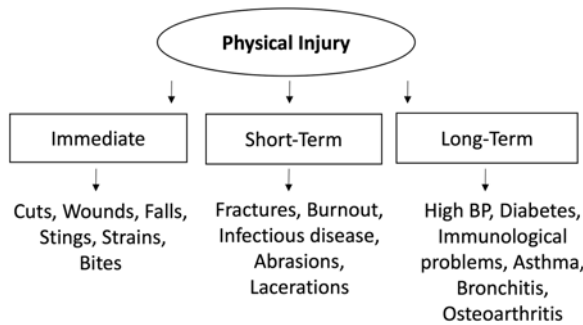 Physical Injury
Immediate
Short-Term
Long-Term
Cuts, Wounds, Falls,
Stings, Strains,
Bites
Fractures, Burnout,
Infectious disease,
Abrasions,
Lacerations
High BP, Diabetes,
Immunological
problems, Asthma,
Bronchitis,
Osteoarthritis